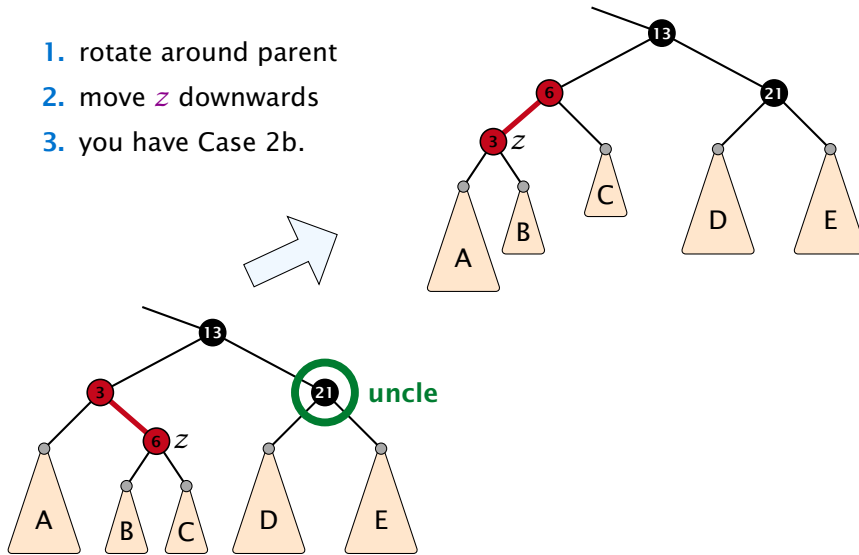 1. rotate around parent
2. move z downwards
3. you have Case 2b.
13
6
21
3 z
C
A
B
D
E
13
3
21
uncle
6 z
A
B
C
D
E